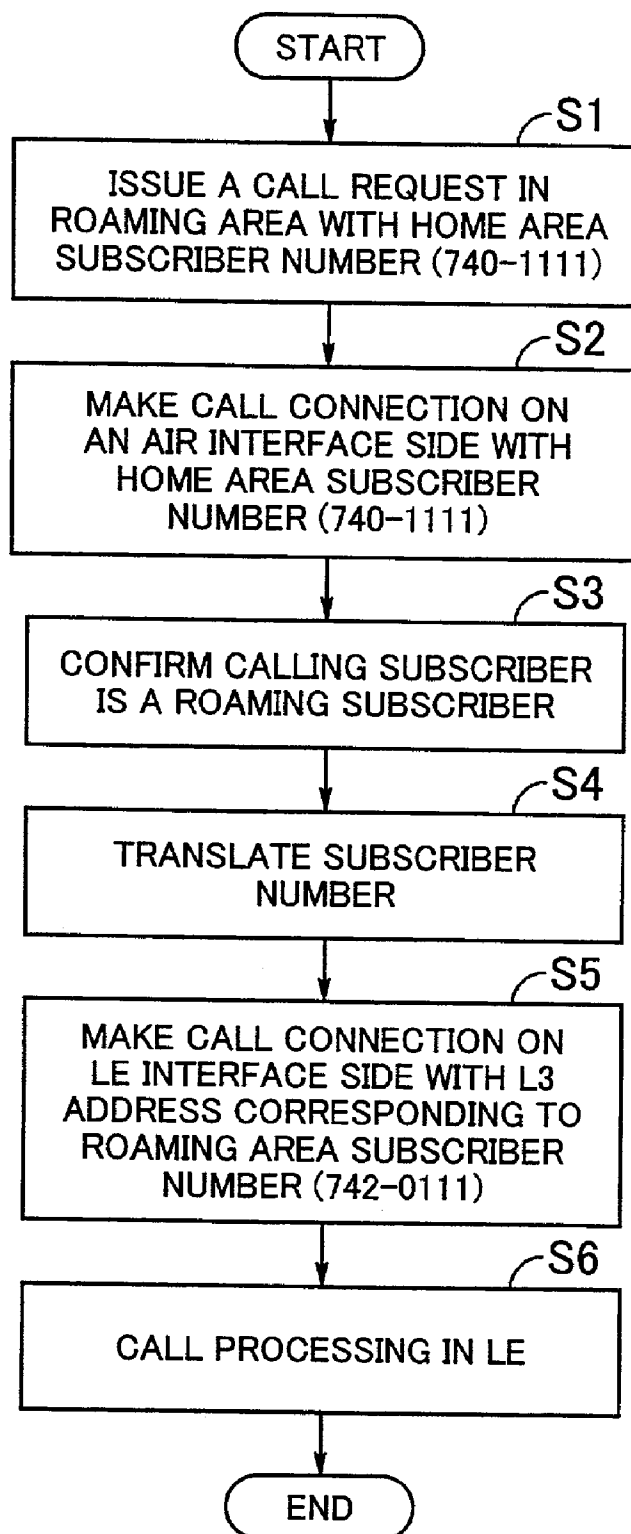 START
S1
ISSUE A CALL REQUEST IN
ROAMING AREA WITH HOME AREA
SUBSCRIBER NUMBER (740-1111)
S2
MAKE CALL CONNECTION ON
AN AIR INTERFACE SIDE WITH
HOME AREA SUBSCRIBER
NUMBER (740-1111)
S3
CONFIRM CALLING SUBSCRIBER
IS A ROAMING SUBSCRIBER
S4
TRANSLATE SUBSCRIBER
NUMBER
S5
MAKE CALL CONNECTION ON
LE INTERFACE SIDE WITH L3
ADDRESS CORRESPONDING TO
ROAMING AREA SUBSCRIBER
NUMBER (742-0111)
S6
CALL PROCESSING IN LE
END